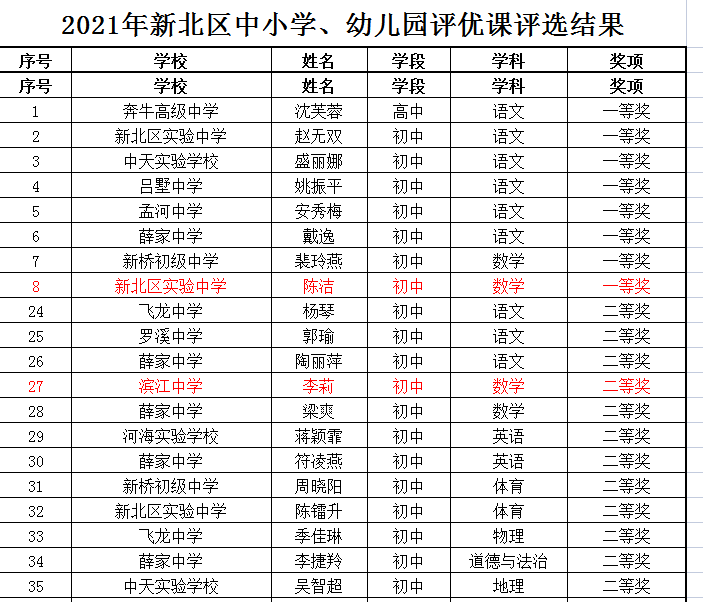 2021年新北区中小学、幼儿园评优课评选结果
序号 学校 姓名 学段 学科 奖项
序号 学校 姓名 学段 学科 奖项
1 奔牛高级中学 沈芙蓉 高中 语文 一等奖
2 新北区实验中学 赵无双 初中 语文 一等奖
3 中天实验学校 盛丽娜 初中 语文 一等奖
4 吕墅中学 姚振平 初中 语文 一等奖
5 孟河中学 安秀梅 初中 语文 一等奖
6 薛家中学 戴逸 初中 语文 一等奖
7 新桥初级中学 裴玲燕 初中 数学 一等奖
8 新北区实验中学 陈洁 初中 数学 一等奖
24 飞龙中学 杨琴 初中 语文 二等奖
25 罗溪中学 郭瑜 初中 语文 二等奖
26 薛家中学 陶丽萍 初中 语文 二等奖
27 滨江中学 李莉 初中 数学 二等奖
28 薛家中学 梁爽 初中 数学 二等奖
29 河海实验学校 蒋颖霏 初中 英语 二等奖
30 薛家中学 符凌燕 初中 英语 二等奖
31 新桥初级中学 周晓阳 初中 体育 二等奖
32 新北区实验中学 陈镭升 初中 体育 二等奖
33 飞龙中学 季佳琳 初中 物理 二等奖
34 薛家中学 李捷羚 初中 道德与法治 二等奖
35 中天实验学校 吴智超 初中 地理 二等奖